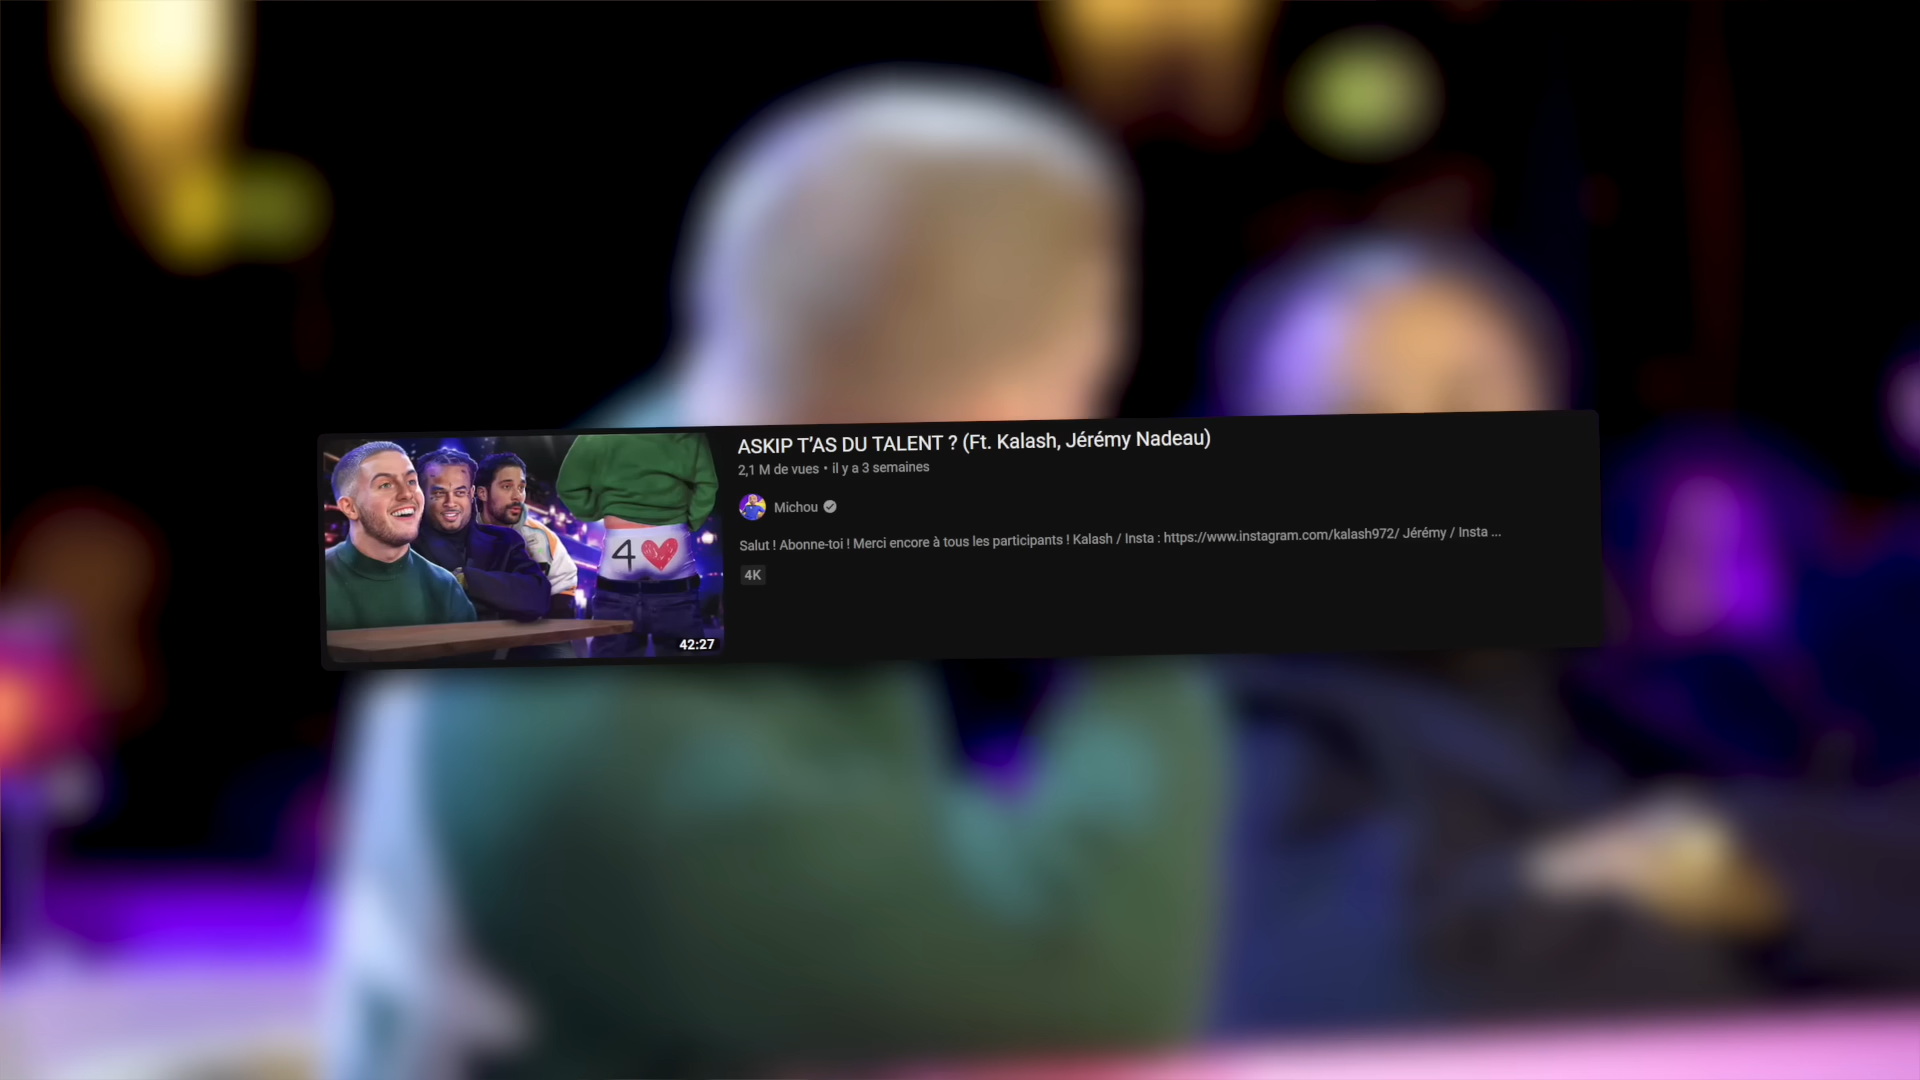 ASKIP T'AS DU TALENT ? (Ft. Kalash, Jérémy Nadeau)
2,1 M de vues • il y a 3 semaines
Michou
Salut ! Abonne-toi ! Merci encore à tous les participants ! Kalash / Insta : https://www.instagram.com/kalash972/ Jérémy / Insta ...
4K
4
42:27